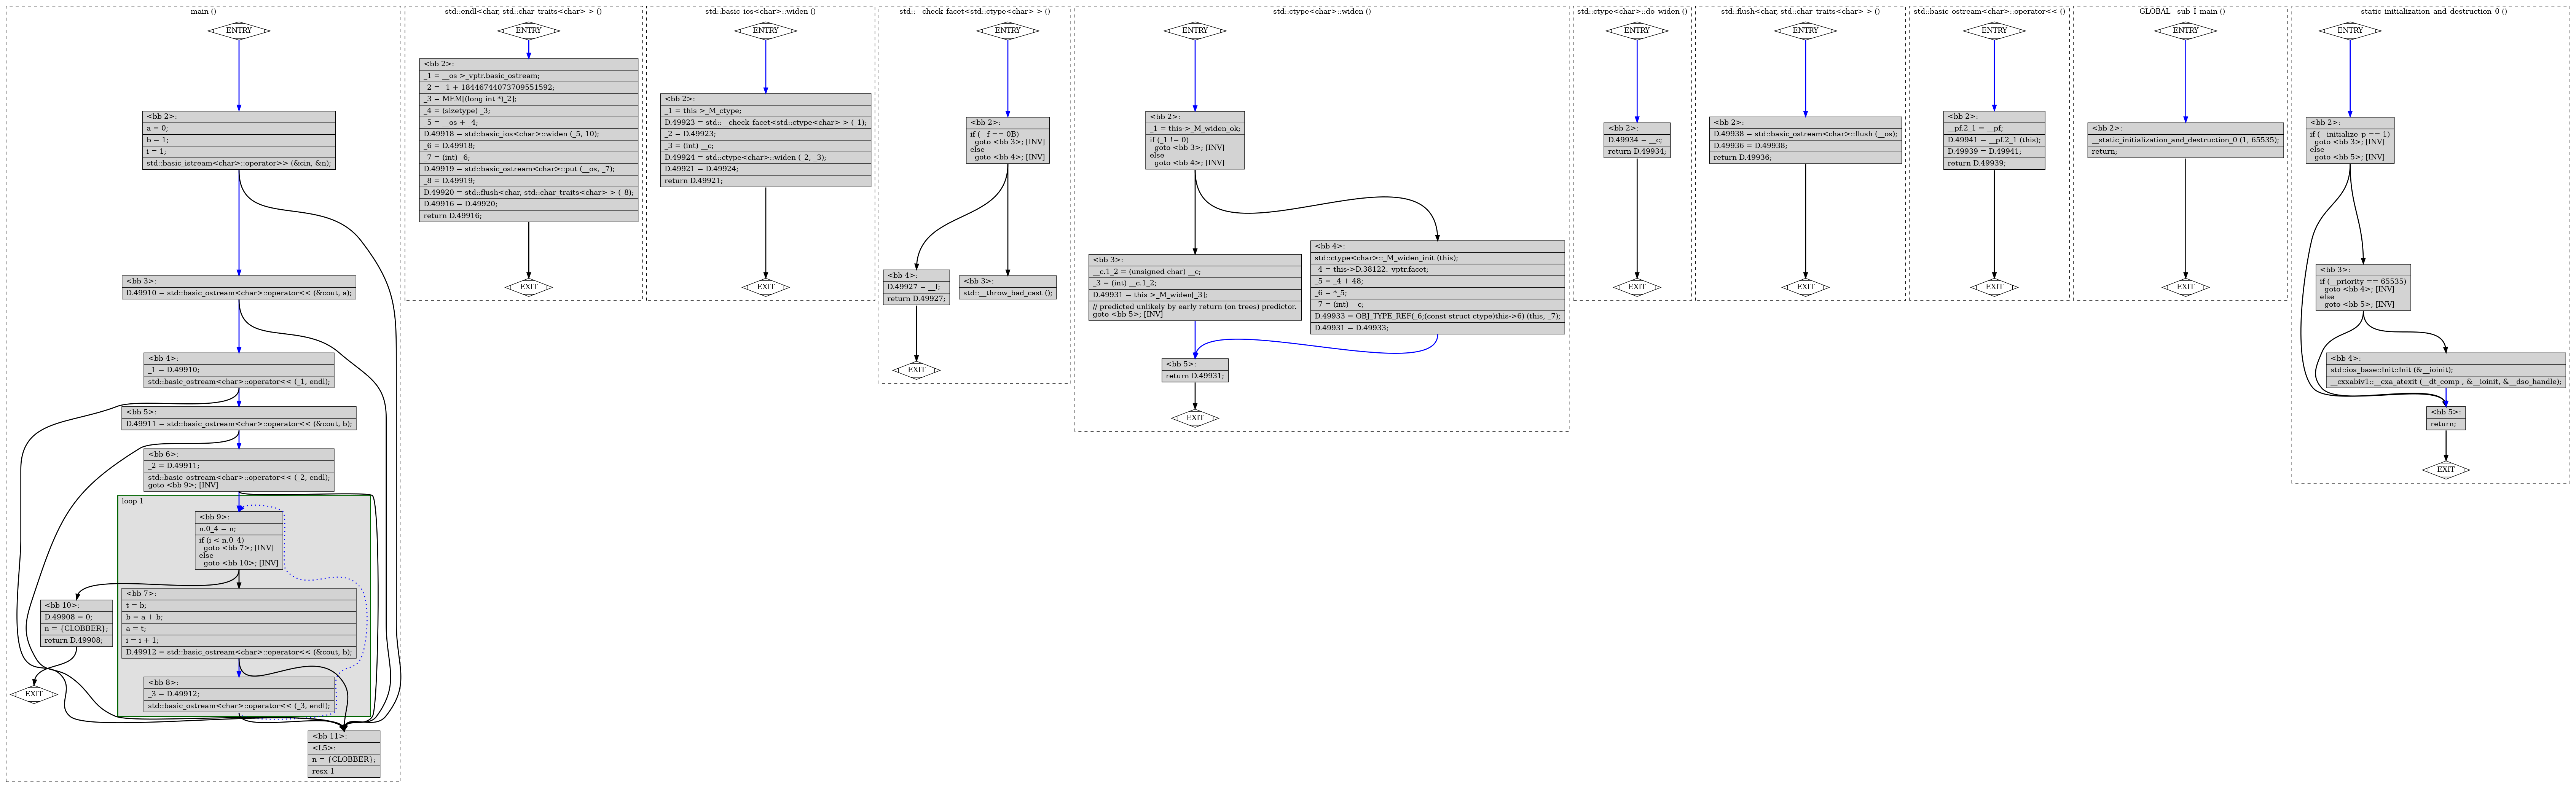 main ()
ENTRY
<bb 2>:
a = 0;
b = 1;
i = 1;
std::basic_istream<char>::operator>> (&cin, &n);
<bb 3>:
D.49910 = std::basic_ostream<char>::operator<< (&cout, a);
<bb 4>:
_1 = D.49910;
std::basic_ostream<char>::operator<< (_1, endl);
<bb 5>:
D.49911 = std::basic_ostream<char>::operator<< (&cout, b);
<bb 6>:
_2 = D.49911;
std::basic_ostream<char>::operator<< (_2, endl);
goto <bb 9>; [INV]
loop 1
<bb 9>:
n.0_4 = n;
if (i < n.0_4)
goto <bb 7>; [INV]
else
goto <bb 10>; [INV]
<bb 10>:
D.49908 = 0;
n = {CLOBBER};
return D.49908;
<bb 7>:
t = b;
b = a + b;
a = t;
i = i + 1;
D.49912 = std::basic_ostream<char>::operator<< (&cout, b);
<bb 8>:
_3 = D.49912;
std::basic_ostream<char>::operator<< (_3, endl);
EXIT
<bb 11>:
<L5>:
n = {CLOBBER};
resx 1
std::endl<char, std::char_traits<char> > ()
ENTRY
<bb 2>:
_1 = __os->_vptr.basic_ostream;
_2 = _1 + 18446744073709551592;
_3 = MEM[(long int *)_2];
_4 = (sizetype) _3;
_5 = __os + _4;
D.49918 = std::basic_ios<char>::widen (_5, 10);
_6 = D.49918;
_7 = (int) _6;
D.49919 = std::basic_ostream<char>::put (__os, _7);
_8 = D.49919;
D.49920 = std::flush<char, std::char_traits<char> > (_8);
D.49916 = D.49920;
return D.49916;
EXIT
std::basic_ios<char>::widen ()
ENTRY
<bb 2>:
_1 = this->_M_ctype;
D.49923 = std::__check_facet<std::ctype<char> > (_1);
_2 = D.49923;
_3 = (int) __c;
D.49924 = std::ctype<char>::widen (_2, _3);
D.49921 = D.49924;
return D.49921;
EXIT
std::__check_facet<std::ctype<char> > ()
ENTRY
<bb 2>:
if (__f == 0B)
goto <bb 3>; [INV]
else
goto <bb 4>; [INV]
<bb 4>:
D.49927 = __f;
return D.49927;
<bb 3>:
std::__throw_bad_cast ();
EXIT
std::ctype<char>::widen ()
ENTRY
<bb 2>:
_1 = this->_M_widen_ok;
if (_1 != 0)
goto <bb 3>; [INV]
else
goto <bb 4>; [INV]
<bb 3>:
__c.1_2 = (unsigned char) __c;
_3 = (int) __c.1_2;
D.49931 = this->_M_widen[_3];
// predicted unlikely by early return (on trees) predictor.
goto <bb 5>; [INV]
<bb 4>:
std::ctype<char>::_M_widen_init (this);
_4 = this->D.38122._vptr.facet;
_5 = _4 + 48;
_6 = *_5;
_7 = (int) __c;
D.49933 = OBJ_TYPE_REF(_6;(const struct ctype)this->6) (this, _7);
D.49931 = D.49933;
<bb 5>:
return D.49931;
EXIT
std::ctype<char>::do_widen ()
ENTRY
<bb 2>:
D.49934 = __c;
return D.49934;
EXIT
std::flush<char, std::char_traits<char> > ()
ENTRY
<bb 2>:
D.49938 = std::basic_ostream<char>::flush (__os);
D.49936 = D.49938;
return D.49936;
EXIT
std::basic_ostream<char>::operator<< ()
ENTRY
<bb 2>:
__pf.2_1 = __pf;
D.49941 = __pf.2_1 (this);
D.49939 = D.49941;
return D.49939;
EXIT
_GLOBAL__sub_I_main ()
ENTRY
<bb 2>:
__static_initialization_and_destruction_0 (1, 65535);
return;
EXIT
__static_initialization_and_destruction_0 ()
ENTRY
<bb 2>:
if (__initialize_p == 1)
goto <bb 3>; [INV]
else
goto <bb 5>; [INV]
<bb 3>:
if (__priority == 65535)
goto <bb 4>; [INV]
else
goto <bb 5>; [INV]
<bb 4>:
std::ios_base::Init::Init (&__ioinit);
__cxxabiv1::__cxa_atexit (__dt_comp , &__ioinit, &__dso_handle);
<bb 5>:
return;
EXIT